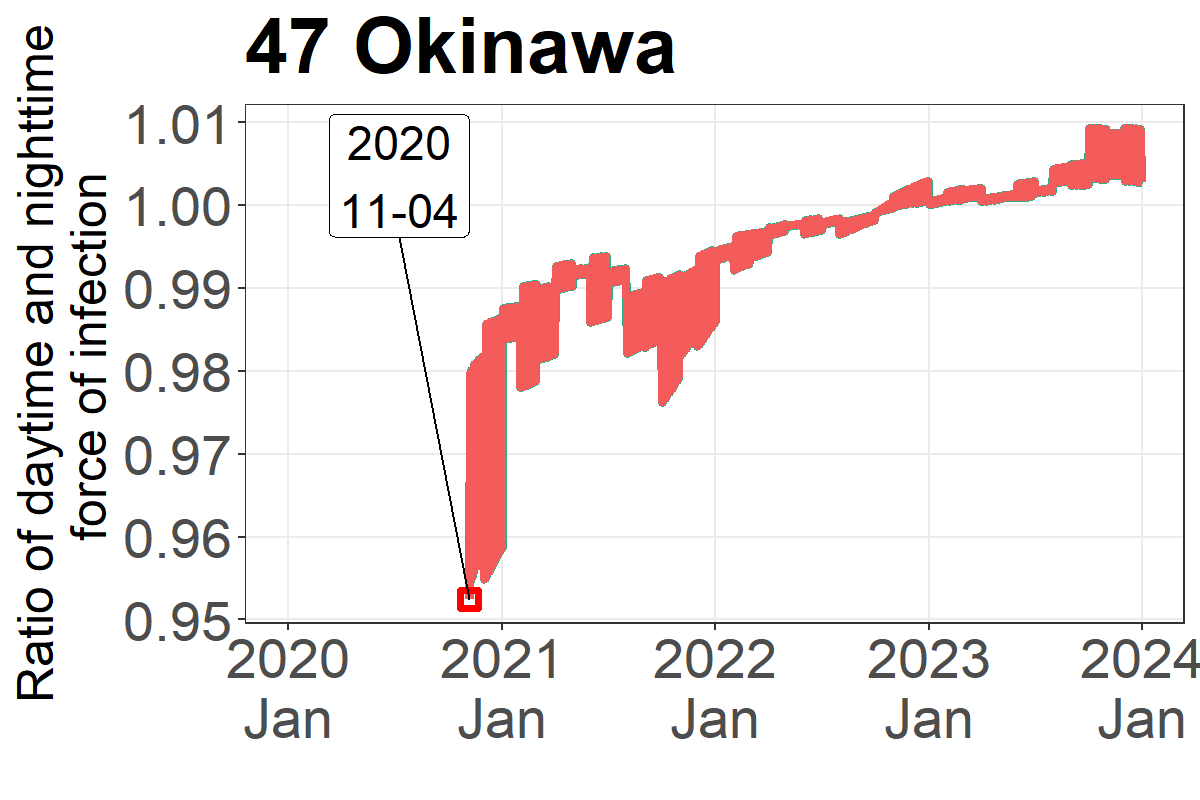 47 Okinawa
Ratio of daytime and nighttime
force of infection
1.01
1.00
0.99
0.98
0.97
0.96
0.95
2020
11-04
2020
Jan
2021
Jan
2022
Jan
2023
Jan
2024
Jan